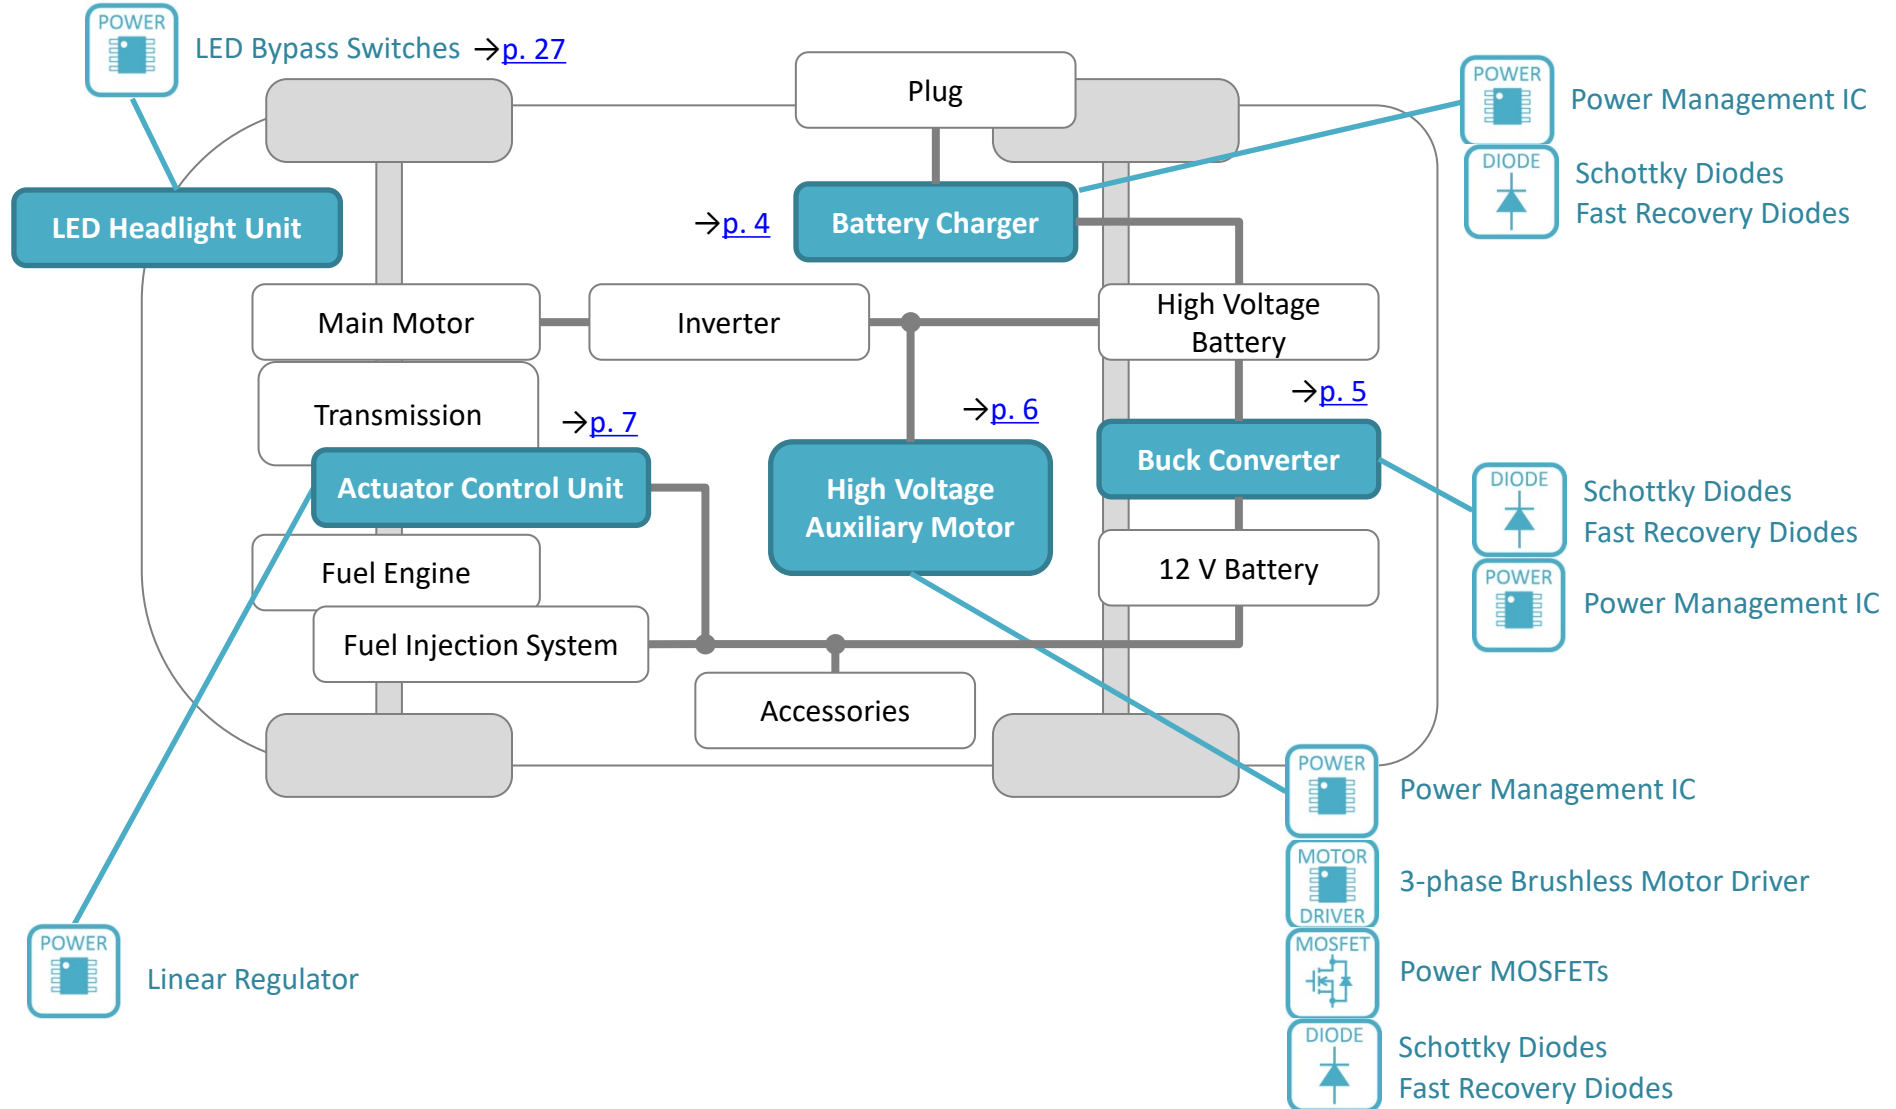 POWER
LED Bypass Switches →p. 27
Plug
POWER
Power Management IC
DIODE
Schottky Diodes
Fast Recovery Diodes
LED Headlight Unit
→p. 4
Battery Charger
Main Motor
Inverter
High Voltage
Battery
Transmission
→p. 7
→p. 6
→p. 5
Actuator Control Unit
High Voltage
Auxiliary Motor
Buck Converter
DIODE
Schottky Diodes
Fast Recovery Diodes
POWER
Power Management IC
Fuel Engine
12 V Battery
Fuel Injection System
Accessories
POWER
Power Management IC
MOTOR
DRIVER
3-phase Brushless Motor Driver
MOSFET
Power MOSFETs
DIODE
Schottky Diodes
Fast Recovery Diodes
POWER
Linear Regulator